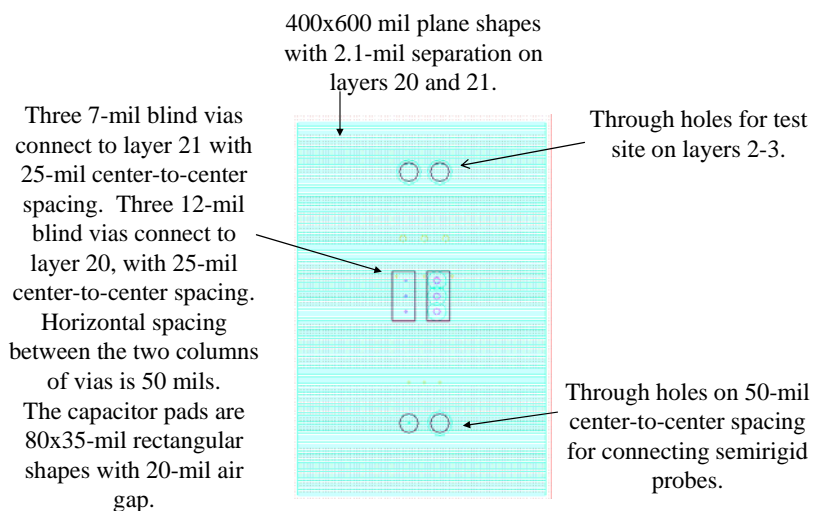 400x600 mil plane shapes
with 2.1-mil separation on
layers 20 and 21.
Three 7-mil blind vias
connect to layer 21 with
25-mil center-to-center
spacing. Three 12-mil
blind vias connect to
layer 20, with 25-mil
center-to-center spacing.
Horizontal spacing
between the two columns
of vias is 50 mils.
The capacitor pads are
80x35-mil rectangular
shapes with 20-mil air
gap.
Through holes for test
site on layers 2-3.
Through holes on 50-mil
center-to-center spacing
for connecting semirigid
probes.